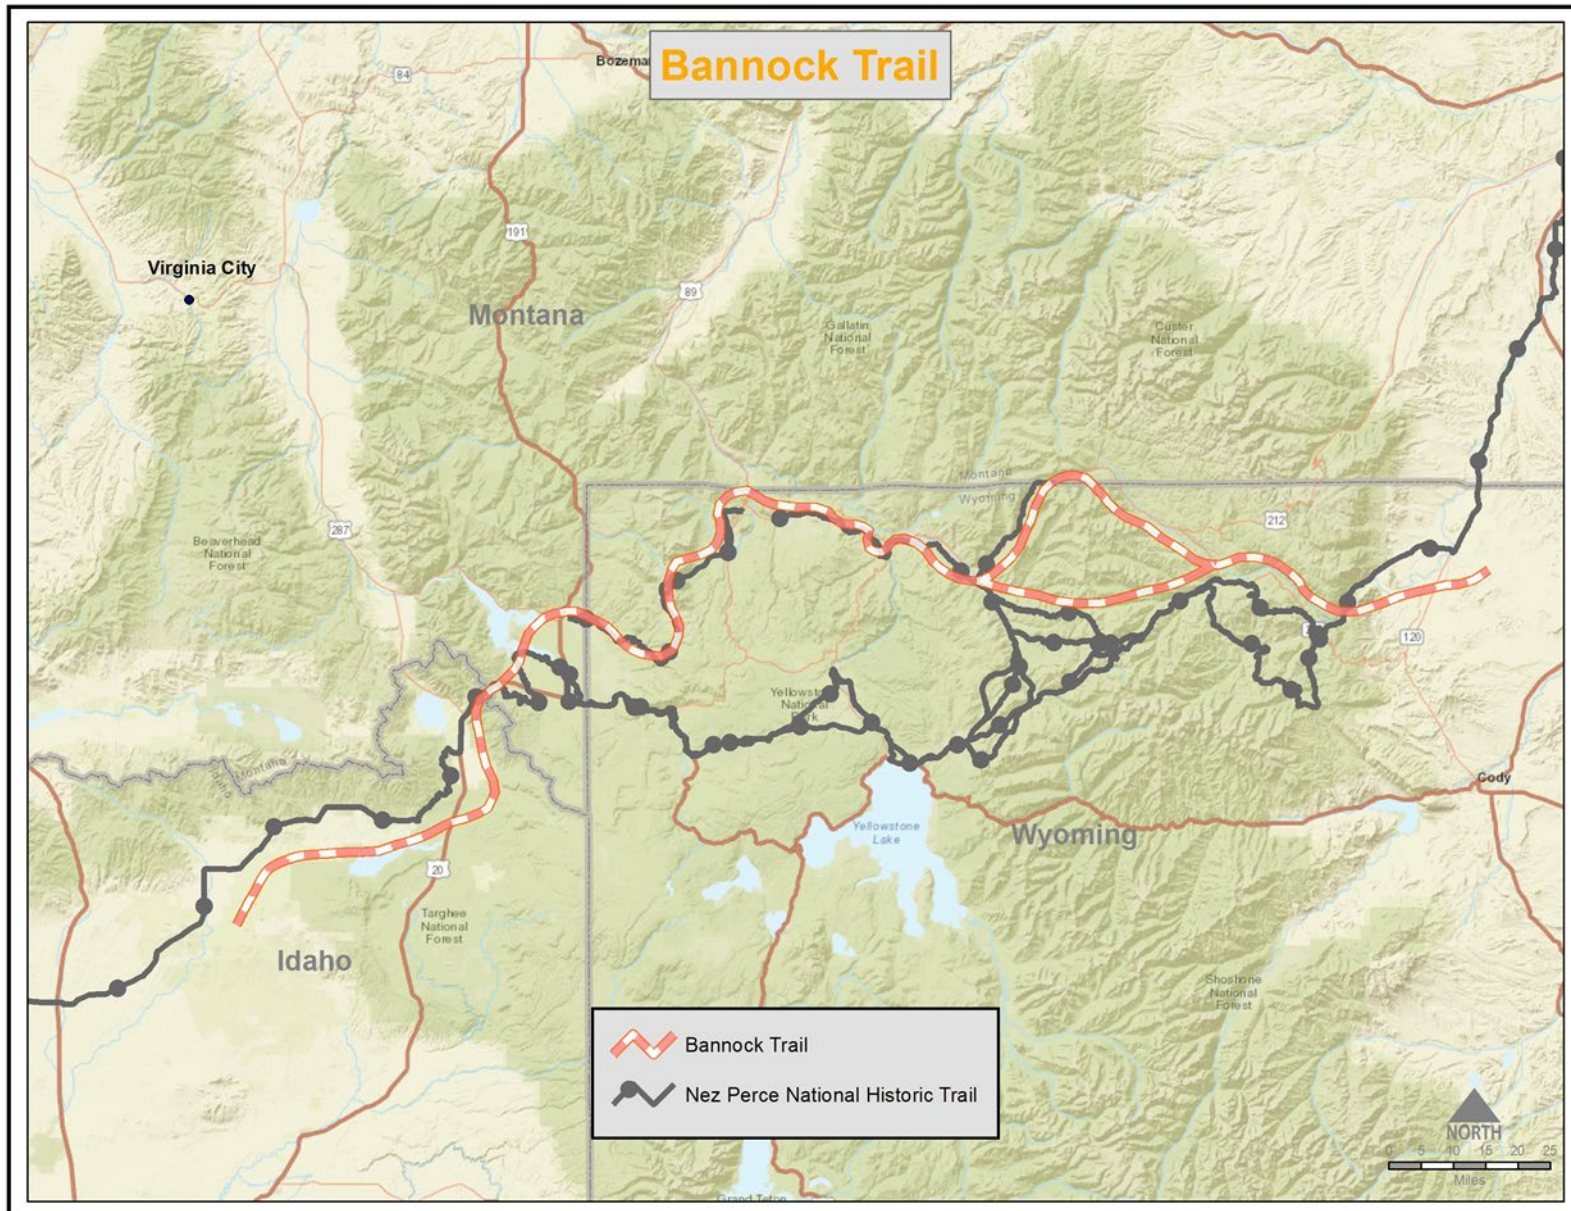 Bannock Trail
Bozeman
84
191
Virginia City
89
Montana
Gallatin
National
Forest
Custer
National
Forest
Montana
Wyoming
287
212
Beaverhead
National
Forest
120
Yellowstone
National
Park
Idaho
Montana
Cody
Yellowstone
Lake
Wyoming
20
Targhee
National
Forest
Idaho
Shoshone
National
Forest
Bannock Trail
Nez Perce National Historic Trail
NORTH
0 5 10 15 20 25
Miles
Grand Teton